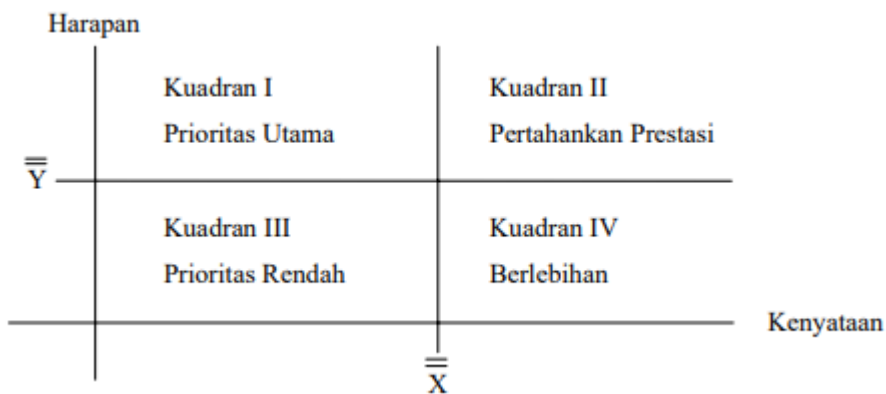 Harapan
Kuadran I
Prioritas Utama
Kuadran II
Pertahankan Prestasi
Y
Kuadran III
Prioritas Rendah
Kuadran IV
Berlebihan
Kenyataan
X